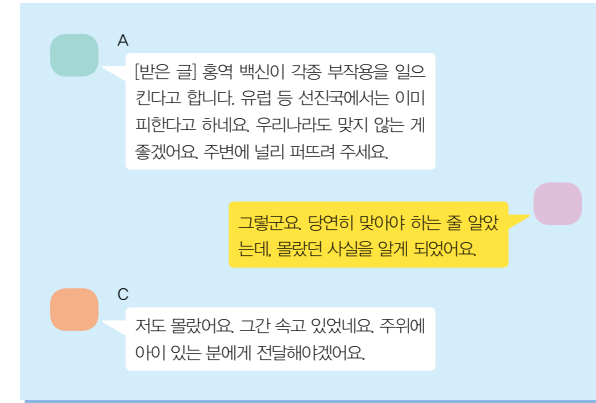 A
[받은 글] 홍역 백신이 각종 부작용을 일으
킨다고 합니다. 유럽 등 선진국에서는 이미
피한다고 하네요. 우리나라도 맞지 않는 게
좋겠어요. 주변에 널리 퍼뜨려 주세요.
그렇군요. 당연히 맞아야 하는 줄 알았
는데, 몰랐던 사실을 알게 되었어요.
C
저도 몰랐어요. 그간 속고 있었네요. 주위에
아이 있는 분에게 전달해야겠어요.